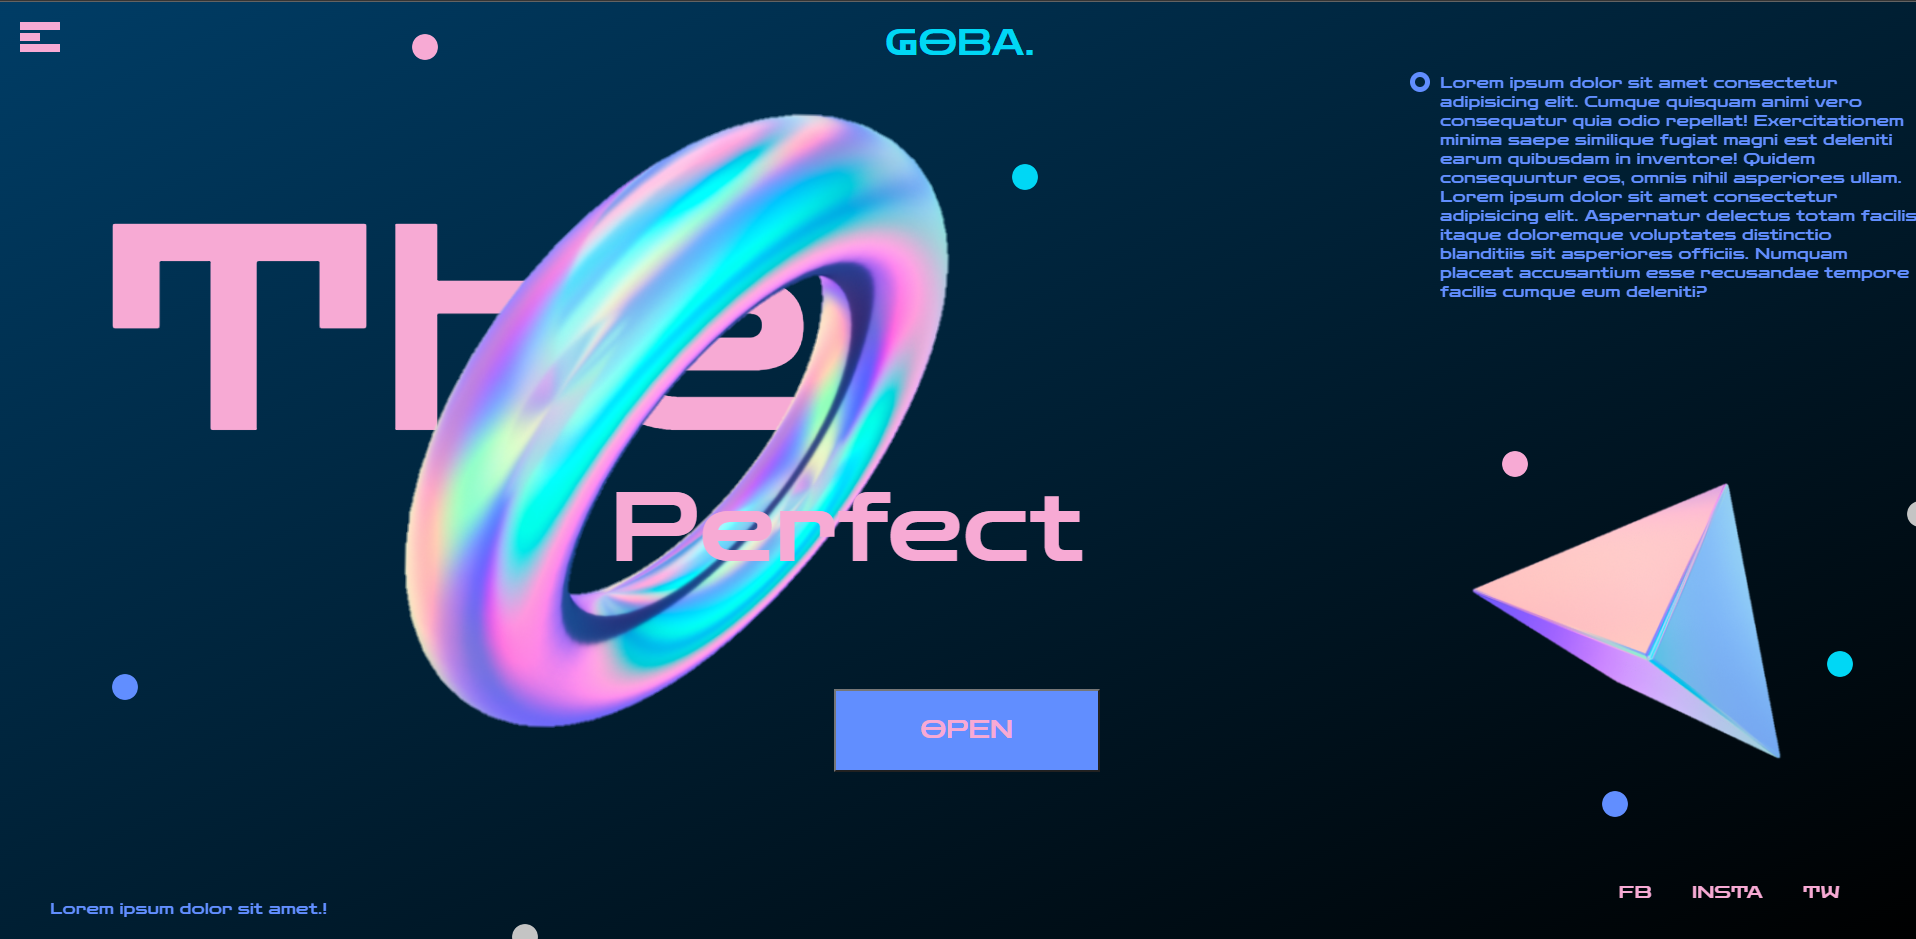 GOBA.
Lorem ipsum dolor sit amet consectetur
adipisicing elit. Cumque quisquam animi vero
consequatur quia odio repellat! Exercitationem
minima saepe similique fugiat magni est deleniti
earum quibusdam in inventore! Quidem
consequuntur eos, omnis nihil asperiores ullam.
Lorem ipsum dolor sit amet consectetur
adipisicing elit. Aspernatur delectus totam facilis
itaque doloremque voluptates distinctio
blanditiis sit asperiores officiis. Numquam
placeat accusantium esse recusandae tempore
facilis cumque eum deleniti?
The
Perfect
OPEN
FB INSTA TW
Lorem ipsum dolor sit amet.!